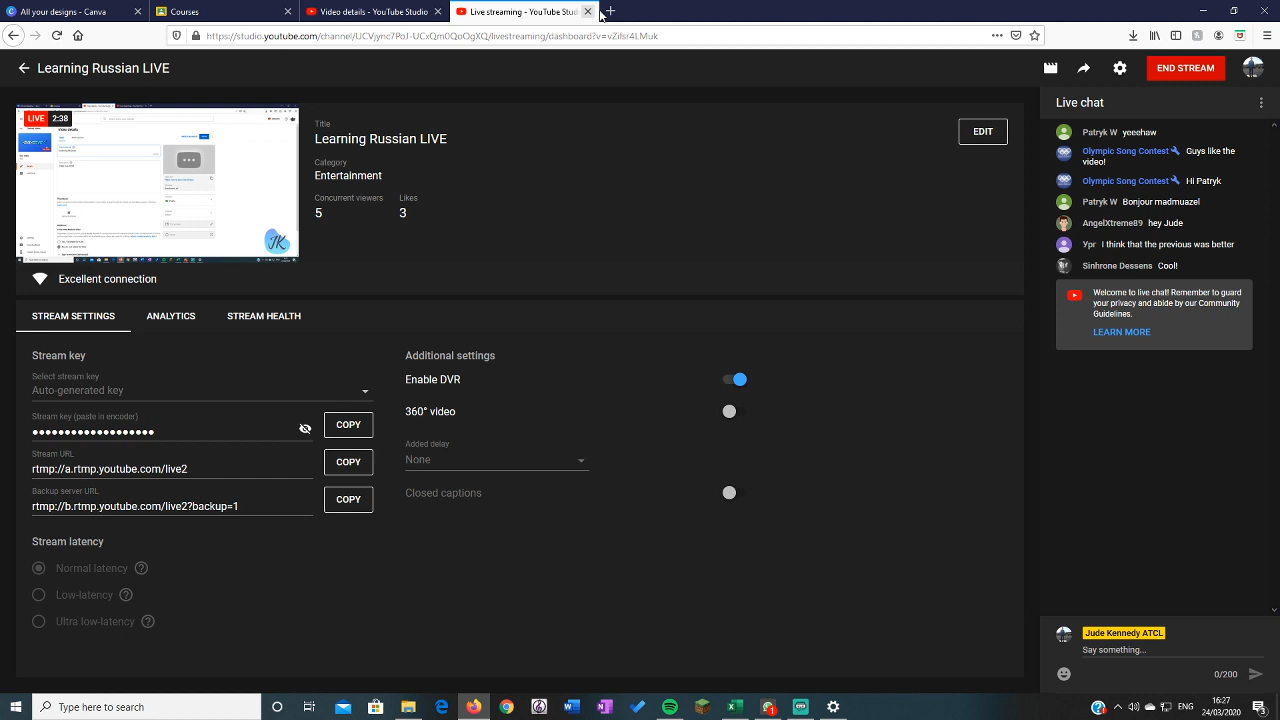 All your designs - Canva
Courses
Video details - YouTube Studio
Live streaming - YouTube Stud
https://studio.youtube.com/channel/UCVjync7PoJ-UCxQmOQoOgXQ/livestreaming/dashboard?v=vZifsr4LMuk
Learning Russian LIVE
END STREAM
LIVE 2:38
Title
Learning Russian LIVE
EDIT
Category
Entertainment
Concurrent viewers
Likes
3
Excellent connection
STREAM SETTINGS
ANALYTICS
STREAM HEALTH
Stream key
Select stream key
Auto-generated key
Stream key (paste in encoder)
COPY
Stream URL
rtmp://a.rtmp.youtube.com/live2
COPY
Backup server URL
rtmp://b.rtmp.youtube.com/live2?backup=1
COPY
Stream latency
Normal latency
Low-latency
Ultra low-latency
Additional settings
Enable DVR
360° video
Added delay
None
Closed captions
Live chat
Patryk W yeeehaw
Olympic Song Contest Guys like the
video!
Olympic Song Contest Hi Patryk
Patryk W Bonjour mamouasz
NoExtremes Hey Jude
Yer I think that the previous was better
Sinhrone Dessens Cool!
Welcome to live chat! Remember to guard
your privacy and abide by our Community
Guidelines.
LEARN MORE
Jude Kennedy ATCL
Say something...
0/200
Type here to search
ENG
16:27
24/03/2020